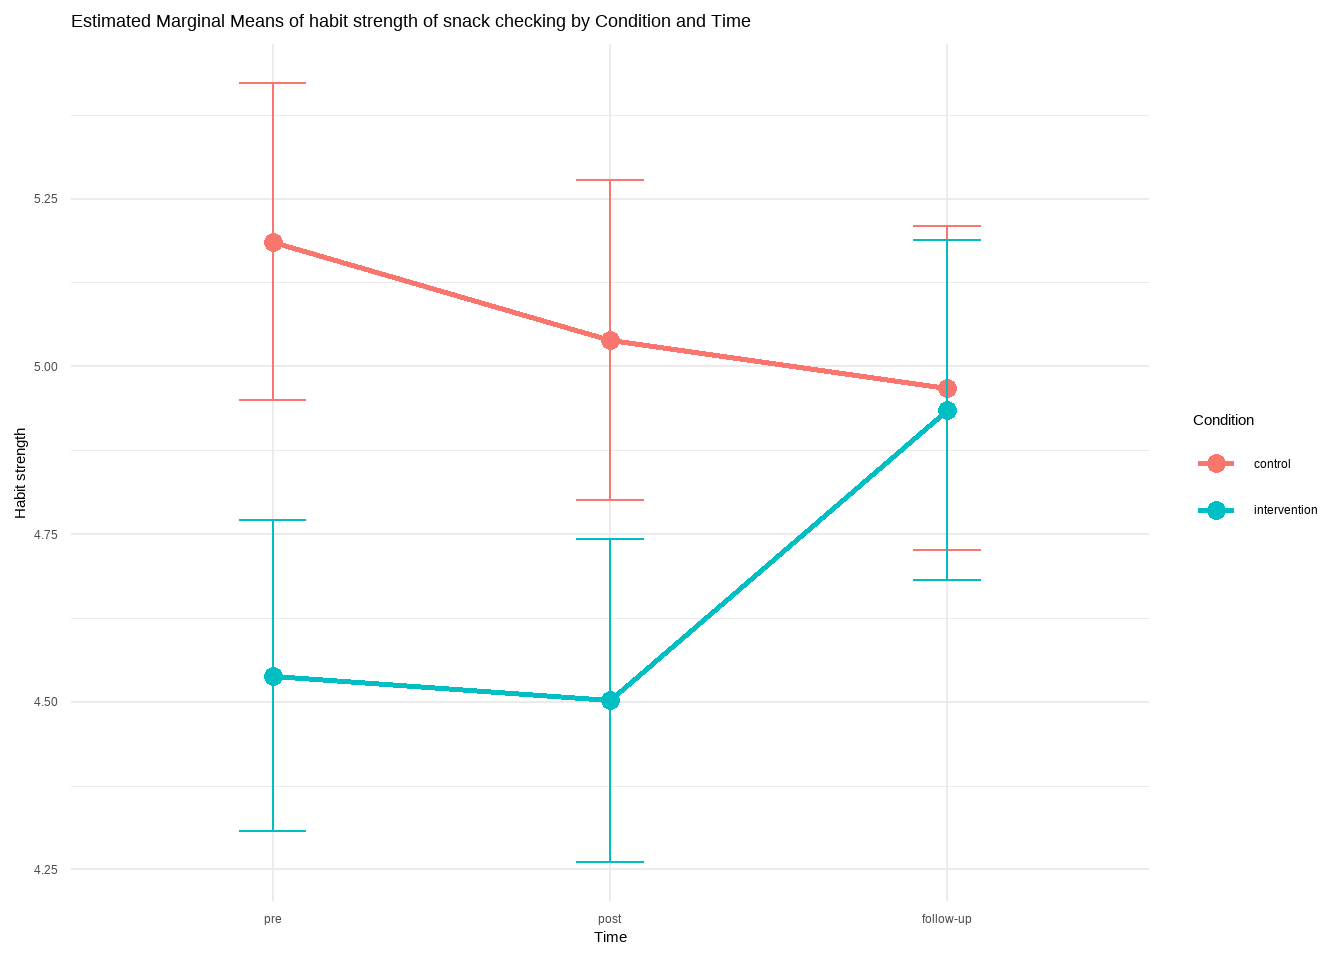 Estimated Marginal Means of habit strength of snack checking by Condition and Time
5.25
5.00
4.75
4.50
4.25
Habit strength
pre
post
follow-up
Time
Condition
control
intervention